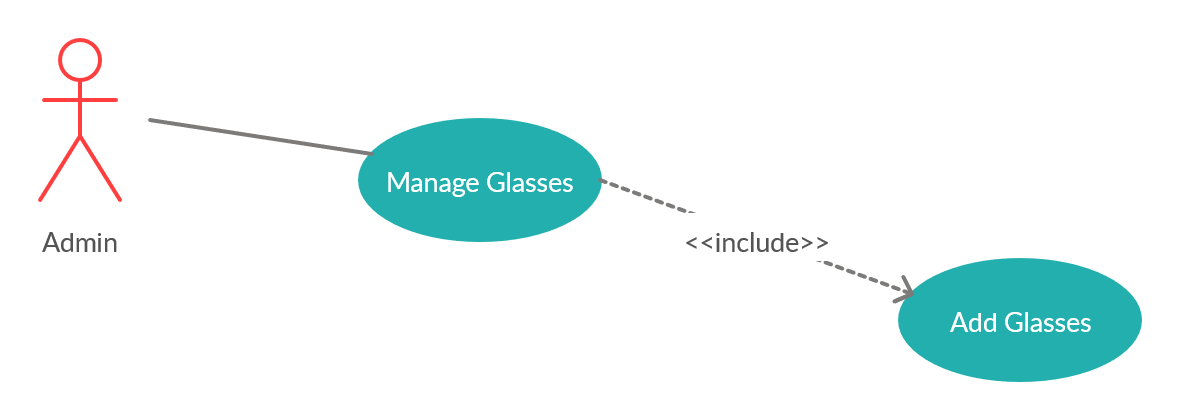 Manage Glasses
Admin
<<include>>
Add Glasses